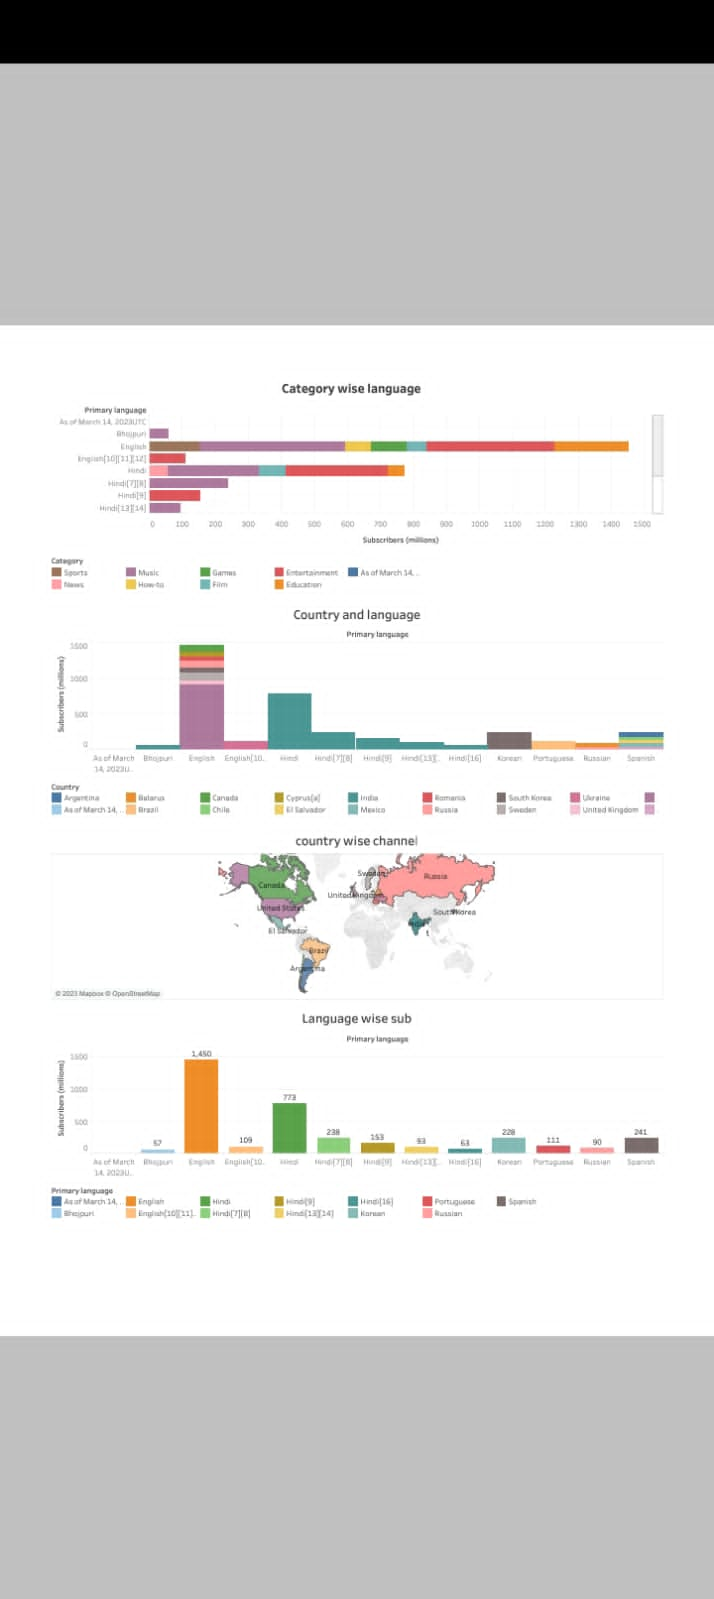 Category wise language
Primary language
As of March 14, 2023UTC
Bhojpuri
English
English[10][11][12]
Hindi
Hindi[7][8]
Hindi[9]
Hindi[13][14]
0 100 200 300 400 500 600 700 800 900 1000 1100 1200 1300 1400 1500
Subscribers (millions)
Category
Sports Music Games Entertainment As of March 14, ..
News How-to Film Education
Country and language
Primary language
Subscribers (millions)
1500
1000
500
0
As of March 14, 2023U.. Bhojpuri English English[10.. Hindi Hindi[7][8] Hindi[9] Hindi[13][.. Hindi[16] Korean Portuguese Russian Spanish
Country
Argentina Belarus Canada Cyprus[a] India Romania South Korea Ukraine
As of March 14, .. Brazil Chile El Salvador Mexico Russia Sweden United Kingdom
country wise channel
Canada
United States
El Salvador
Brazil
Argentina
Sweden
United Kingdom
Russia
South Korea
India
© 2023 Mapbox © OpenStreetMap
Language wise sub
Primary language
Subscribers (millions)
1500
1000
500
0
57 1,450 109 773 238 153 93 63 228 111 90 241
As of March 14, 2023U.. Bhojpuri English English[10.. Hindi Hindi[7][8] Hindi[9] Hindi[13][.. Hindi[16] Korean Portuguese Russian Spanish
Primary language
As of March 14, .. English Hindi Hindi[9] Hindi[16] Portuguese Spanish
Bhojpuri English[10][11].. Hindi[7][8] Hindi[13][14] Korean Russian